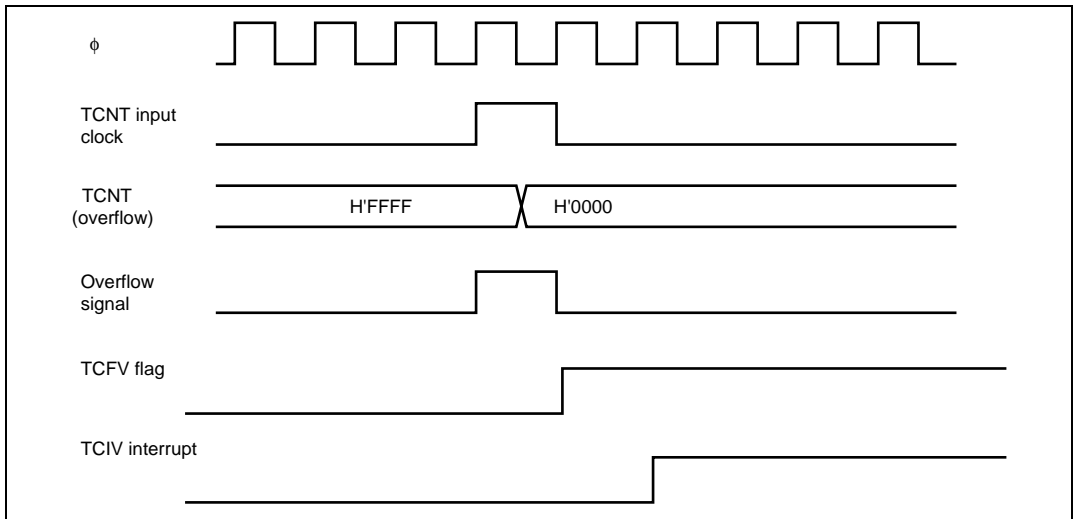 ϕ
TCNT input
clock
TCNT
(overflow)
H'FFFF
H'0000
Overflow
signal
TCFV flag
TCIV interrupt